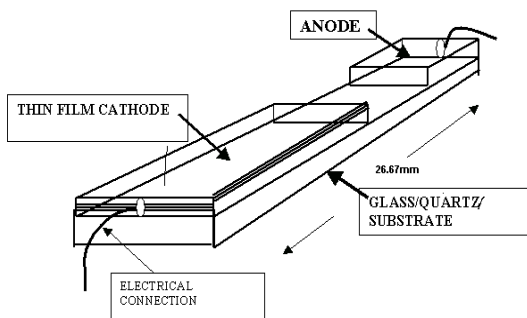 ANODE
THIN FILM CATHODE
26.67mm
GLASS/QUARTZ/
SUBSTRATE
ELECTRICAL
CONNECTION